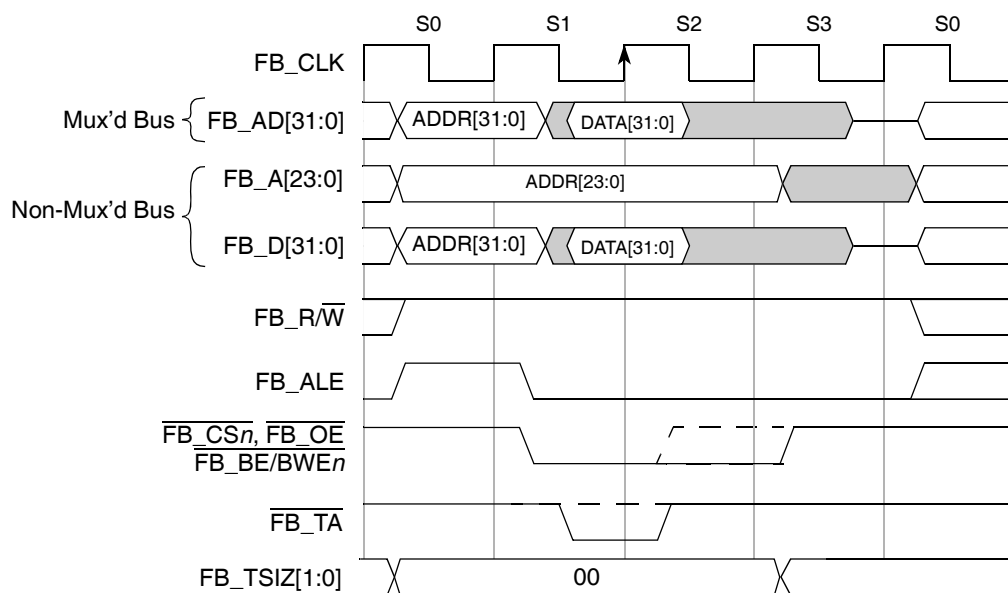 S0 S1 S2 S3 S0
FB_CLK
Mux'd Bus FB_AD[31:0] ADDR[31:0] DATA[31:0]
FB_A[23:0] ADDR[23:0]
Non-Mux'd Bus
FB_D[31:0] ADDR[31:0] DATA[31:0]
FB_R/W
FB_ALE
FB_CSn, FB_OE
FB_BE/BWEn
FB_TA
FB_TSIZ[1:0] 00